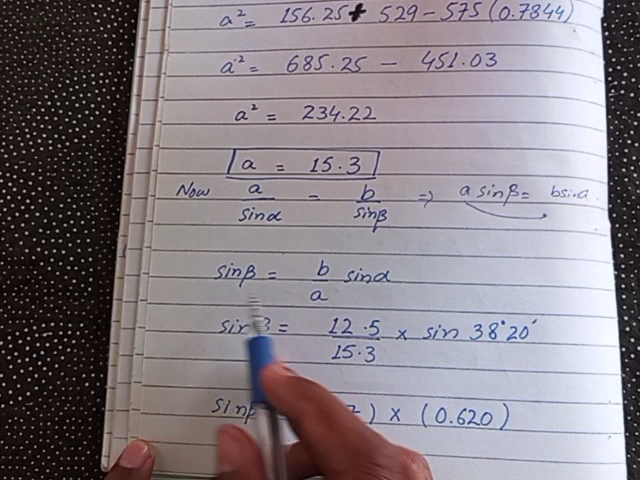 a² = 156.25 + 529 - 575 (0.7844)
a² = 685.25 - 451.03
a² = 234.22
a = 15.3
Now a/sinα = b/sinβ ⇒ a sinβ = b sinα
sinβ = b/a sinα
sinβ = 12.5/15.3 × sin 38°20'
sinβ ) × (0.620)